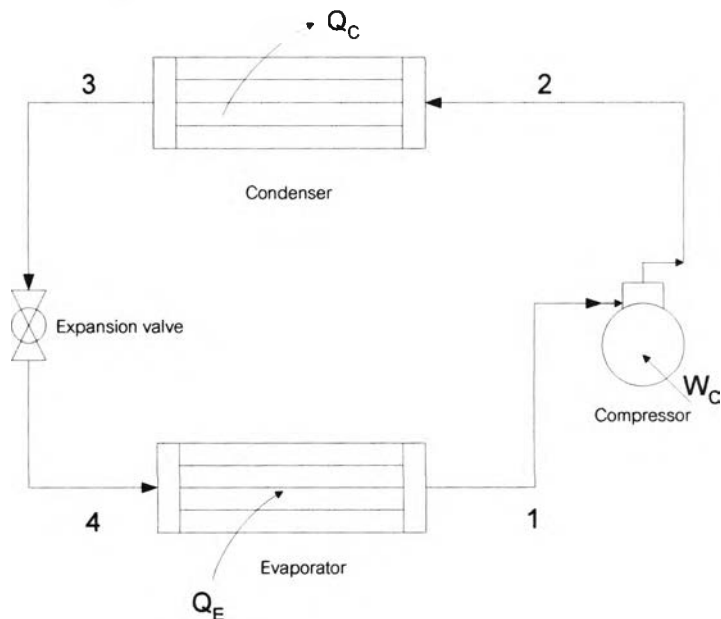 Q_C
3
2
Condenser
Expansion valve
W_C
Compressor
4
1
Evaporator
Q_E